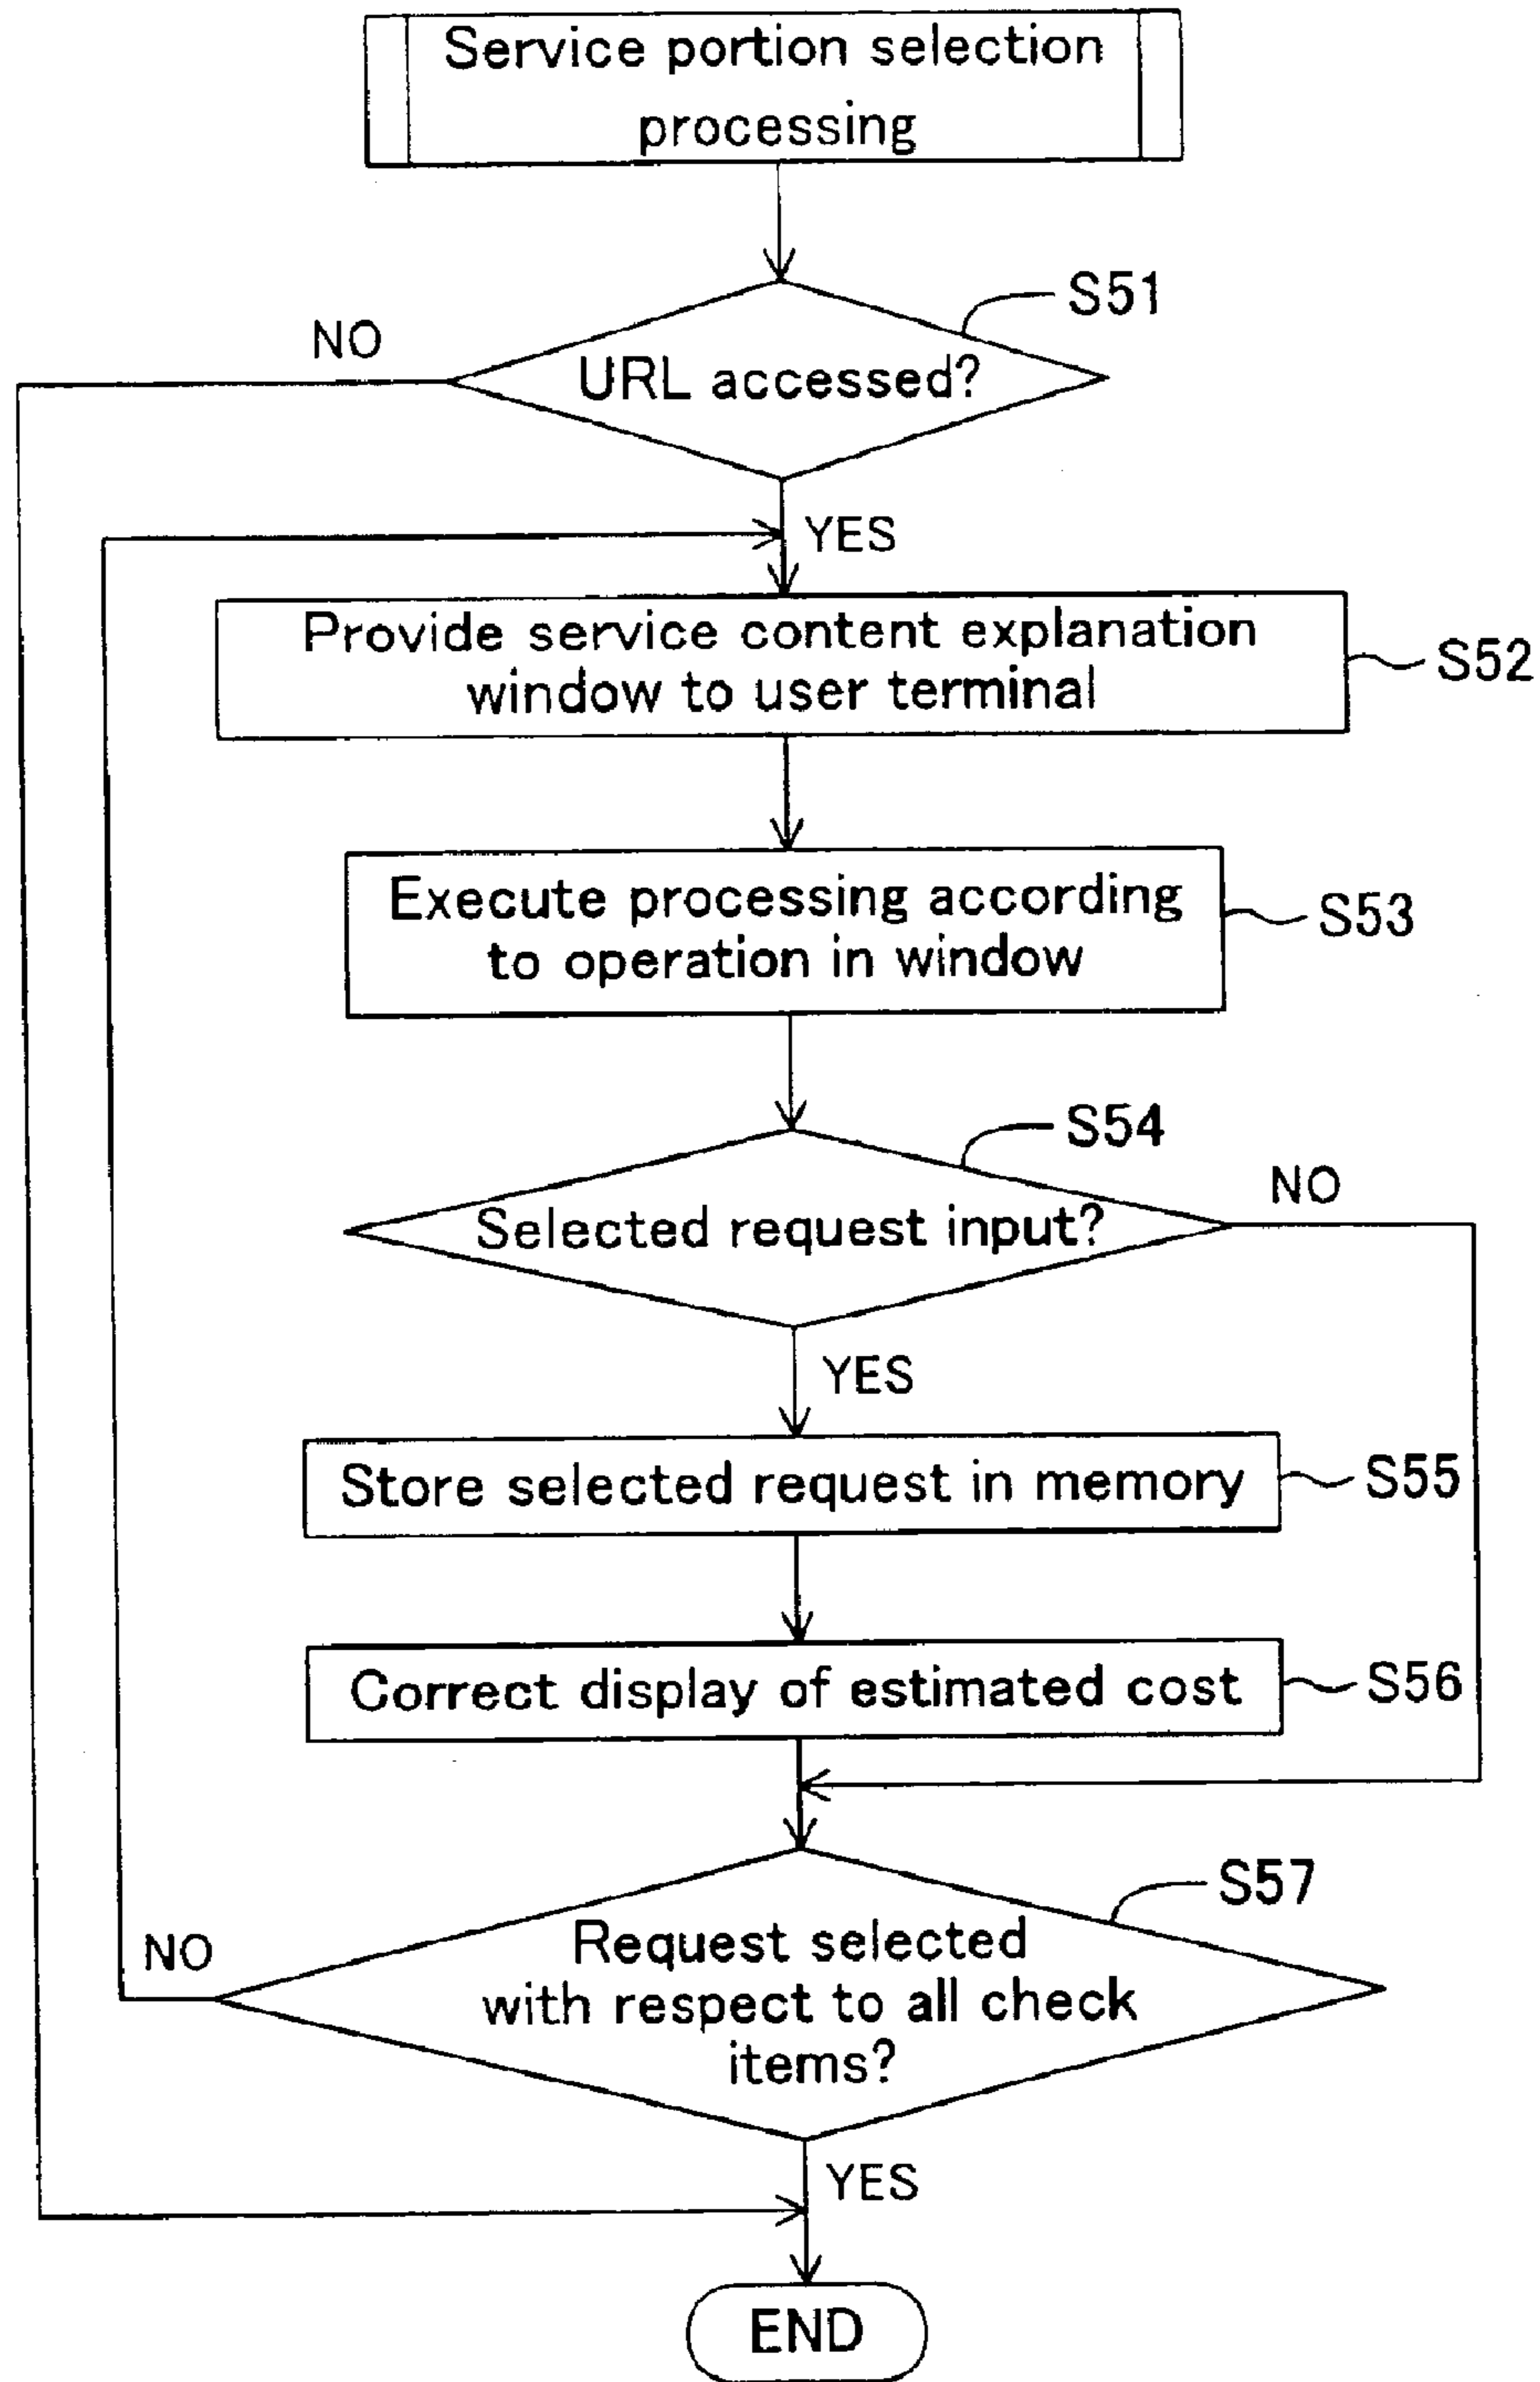 Service portion selection
processing
S51
NO
URL accessed?
YES
Provide service content explanation
window to user terminal
S52
Execute processing according
to operation in window
S53
S54
NO
Selected request input?
YES
Store selected request in memory
S55
Correct display of estimated cost
S56
S57
NO
Request selected
with respect to all check
items?
YES
END